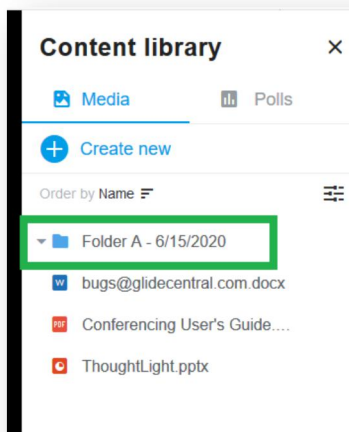 Content library
Media Polls
Create new
Order by Name
Folder A - 6/15/2020
bugs@glidecentral.com.docx
Conferencing User's Guide....
ThoughtLight.pptx